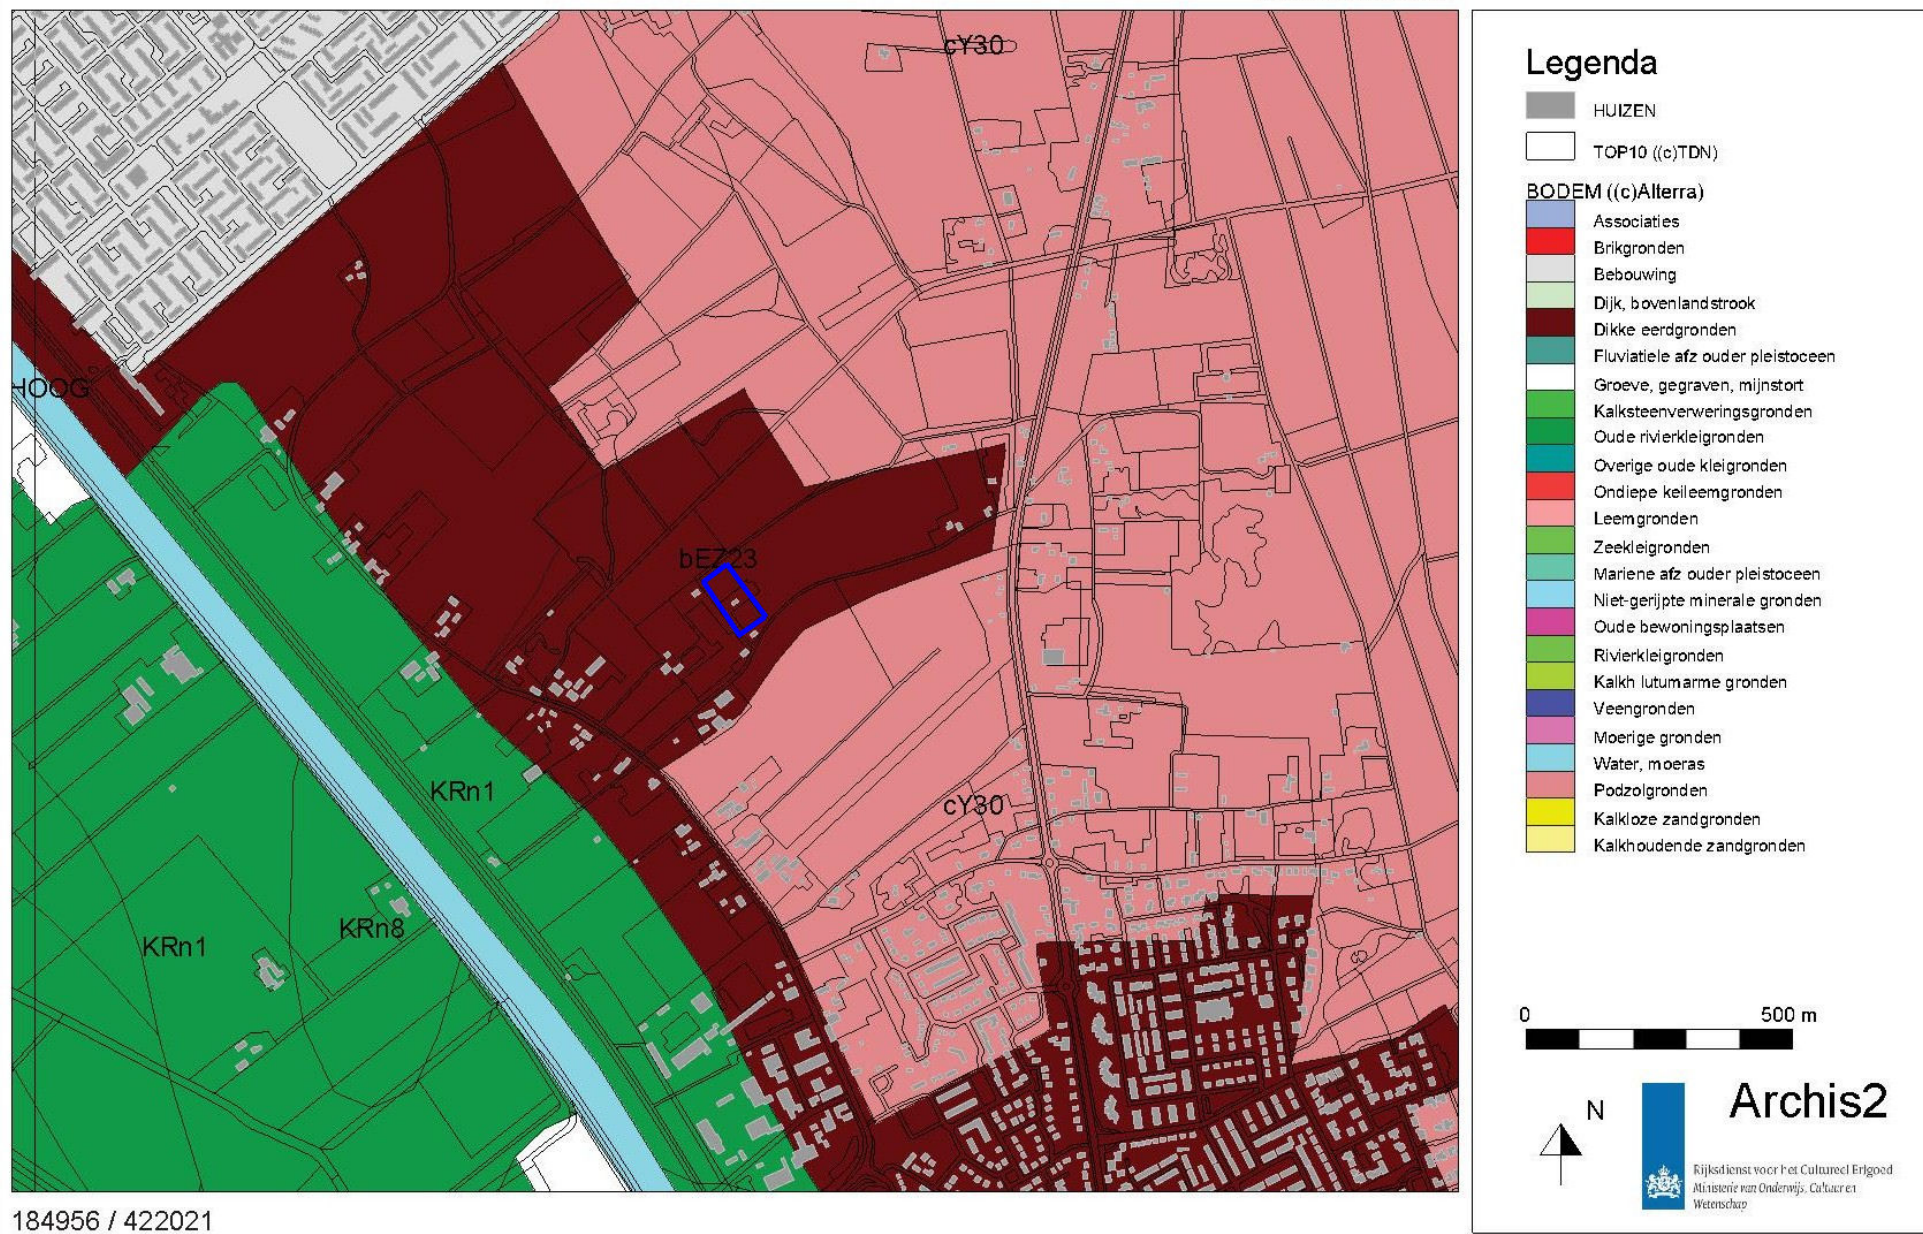 cY30
HOOG
bEZ23
KRn1
cY30
KRn8
KRn1
184956 / 422021
Legenda
HUIZEN
TOP10 ((c)TDN)
BODEM ((c)Alterra)
Associaties
Brikgronden
Bebouwing
Dijk, bovenlandstrook
Dikke eerdgronden
Fluviatiele afz ouder pleistoceen
Groeve, gegraven, mijnstort
Kalksteenverweringsgronden
Oude rivierkleigronden
Overige oude kleigronden
Ondiepe keileemgronden
Leemgronden
Zeekleigronden
Mariene afz ouder pleistoceen
Niet-gerijpte minerale gronden
Oude bewoningsplaatsen
Rivierkleigronden
Kalkh lutumarme gronden
Veengronden
Moerige gronden
Water, moeras
Podzolgronden
Kalkloze zandgronden
Kalkhoudende zandgronden
0 500 m
N
Archis2
Rijksdienst voor het Cultureel Erfgoed
Ministerie van Onderwijs, Cultuur en
Wetenschap